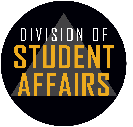 DIVISION OF
STUDENT
AFFAIRS